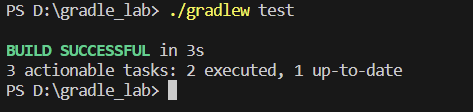 PS D:\gradle_lab> ./gradlew test
BUILD SUCCESSFUL in 3s
3 actionable tasks: 2 executed, 1 up-to-date
PS D:\gradle_lab>